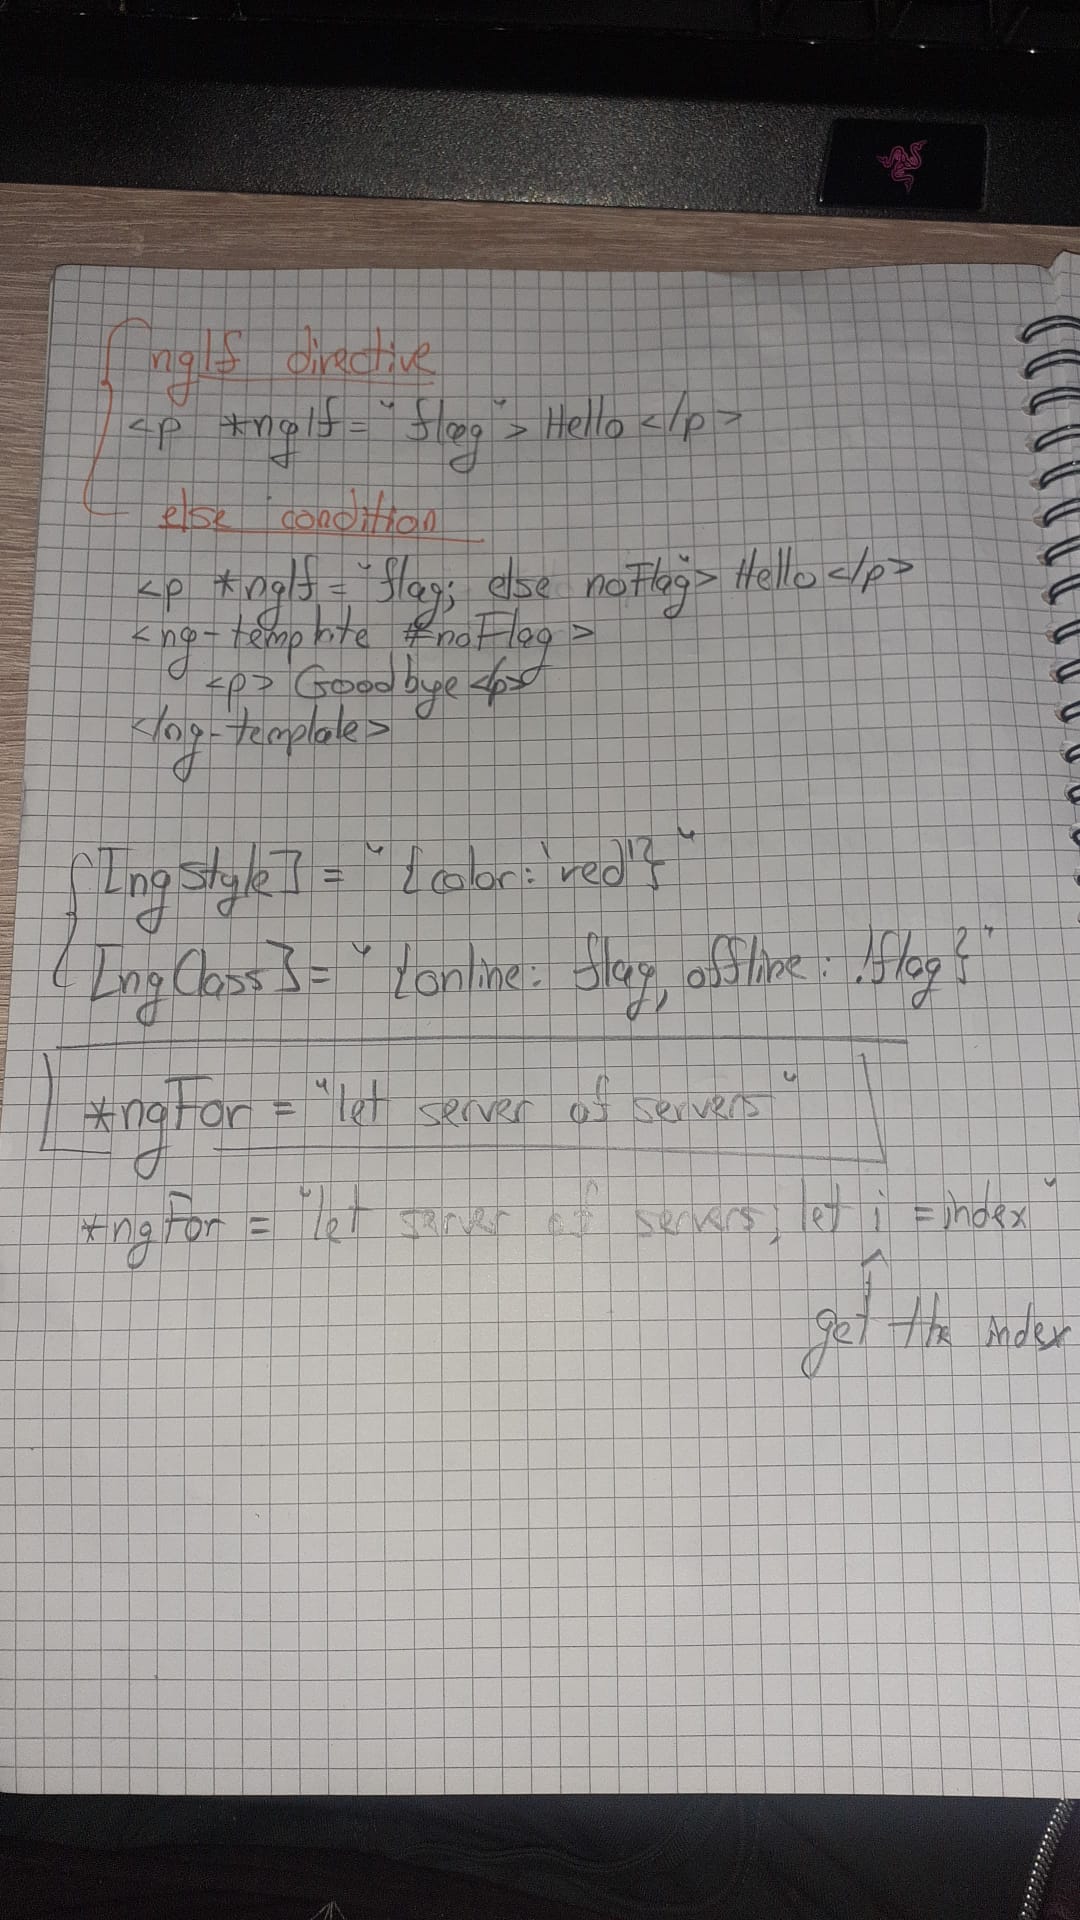 ngIf directive
<p *ngIf = "flag"> Hello </p>
else condition
<p *ngIf = "flag; else noFlag"> Hello </p>
<ng-template #noFlag>
<p> Goodbye <p>
</ng-template>
[ngStyle] = "{color: 'red'}"
[ngClass] = "{online: flag, offline: !flag}"
*ngFor = "let server of servers"
*ngFor = "let server of servers; let i = index"
get the index